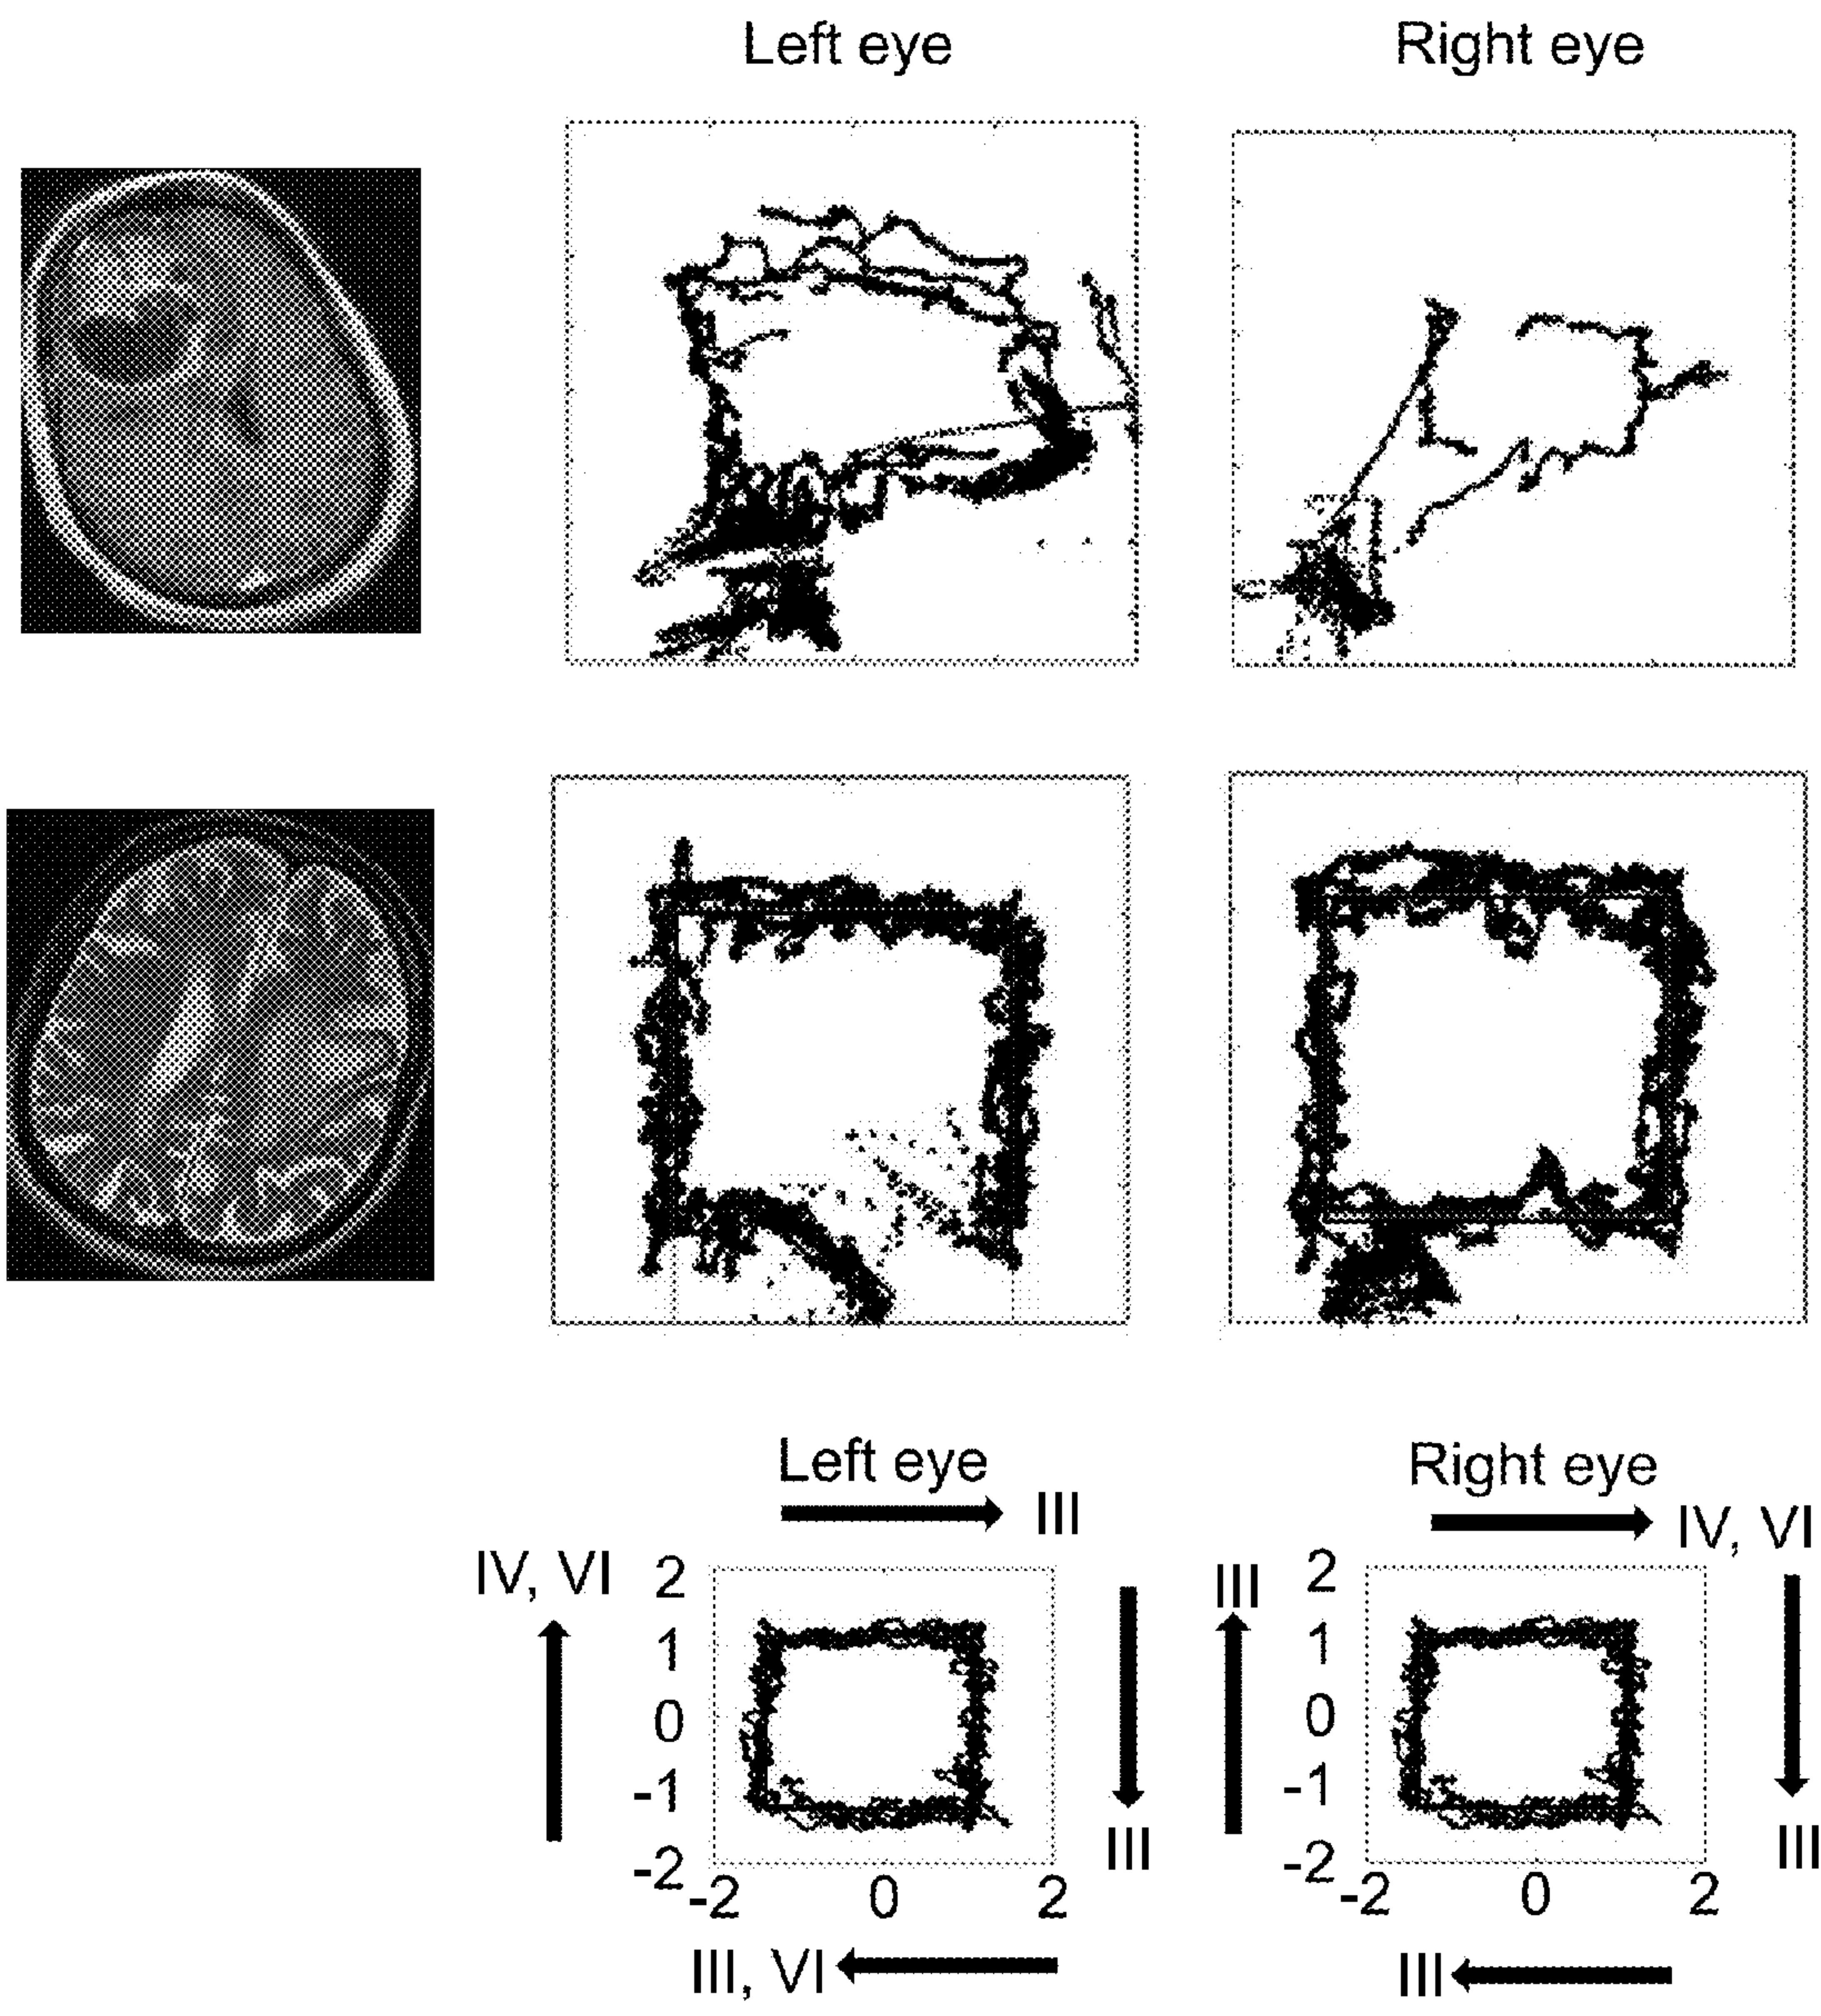 Left eye Right eye
Left eye Right eye
III IV, VI
IV, VI 2 III 2
1 1
0 0
-1 -1
-2 III -2 III
-2 0 2 -2 0 2
III, VI III